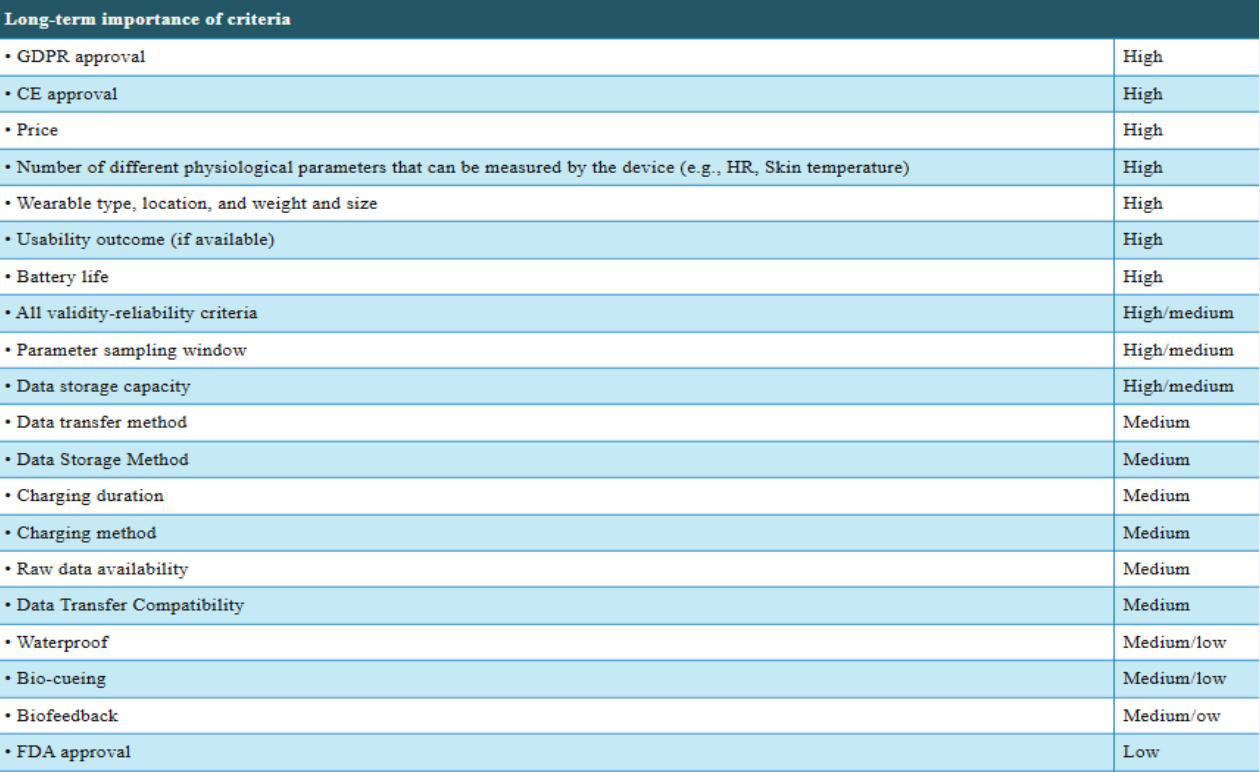 Long-term importance of criteria
• GDPR approval High
• CE approval High
• Price High
• Number of different physiological parameters that can be measured by the device (e.g., HR, Skin temperature) High
• Wearable type, location, and weight and size High
• Usability outcome (if available) High
• Battery life High
• All validity-reliability criteria High/medium
• Parameter sampling window High/medium
• Data storage capacity High/medium
• Data transfer method Medium
• Data Storage Method Medium
• Charging duration Medium
• Charging method Medium
• Raw data availability Medium
• Data Transfer Compatibility Medium
• Waterproof Medium/low
• Bio-cueing Medium/low
• Biofeedback Medium/ow
• FDA approval Low